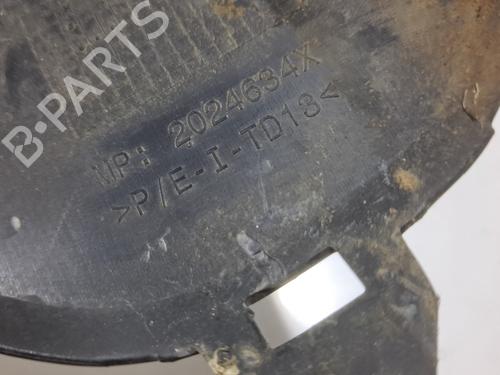 B-PARTS
MP: 2024634X
>P/E-I-TD13<